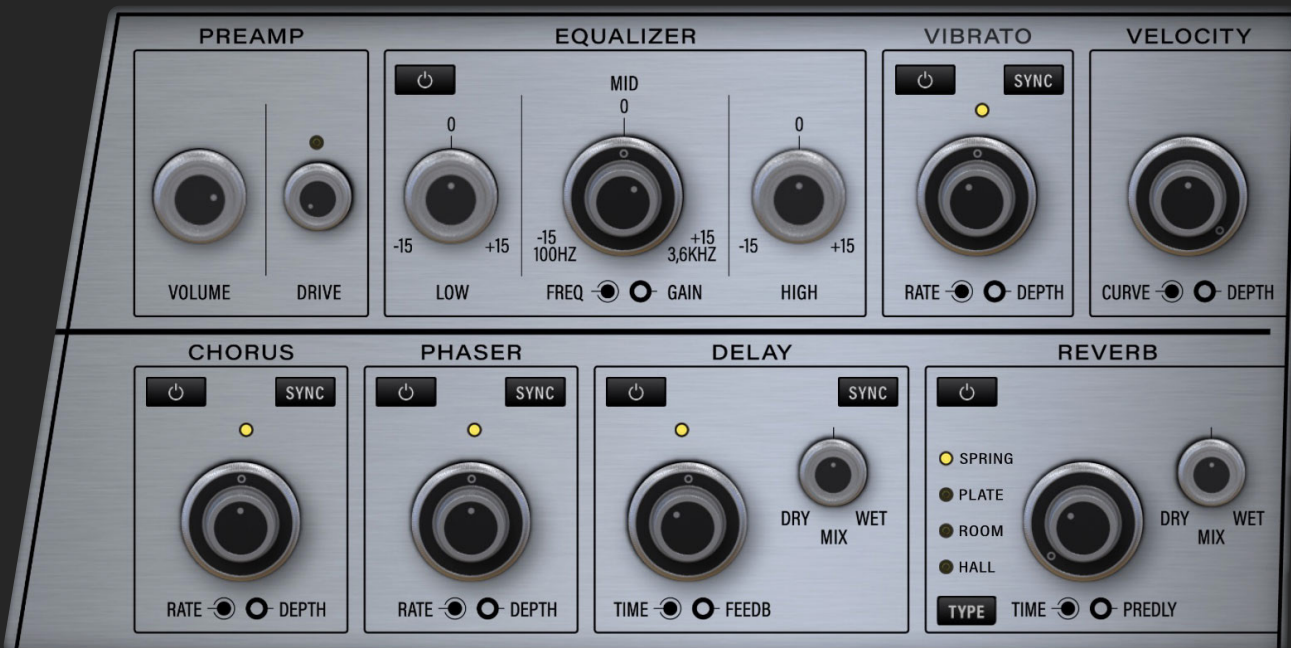 PREAMP
VOLUME
DRIVE
EQUALIZER
0
-15
+15
LOW
MID
0
-15
100HZ
+15
3,6KHZ
FREQ
GAIN
0
-15
+15
HIGH
VIBRATO
SYNC
RATE
DEPTH
VELOCITY
CURVE
DEPTH
CHORUS
SYNC
RATE
DEPTH
PHASER
SYNC
RATE
DEPTH
DELAY
SYNC
DRY
WET
MIX
TIME
FEEDB
REVERB
SPRING
PLATE
ROOM
HALL
TYPE
DRY
WET
MIX
TIME
PREDLY